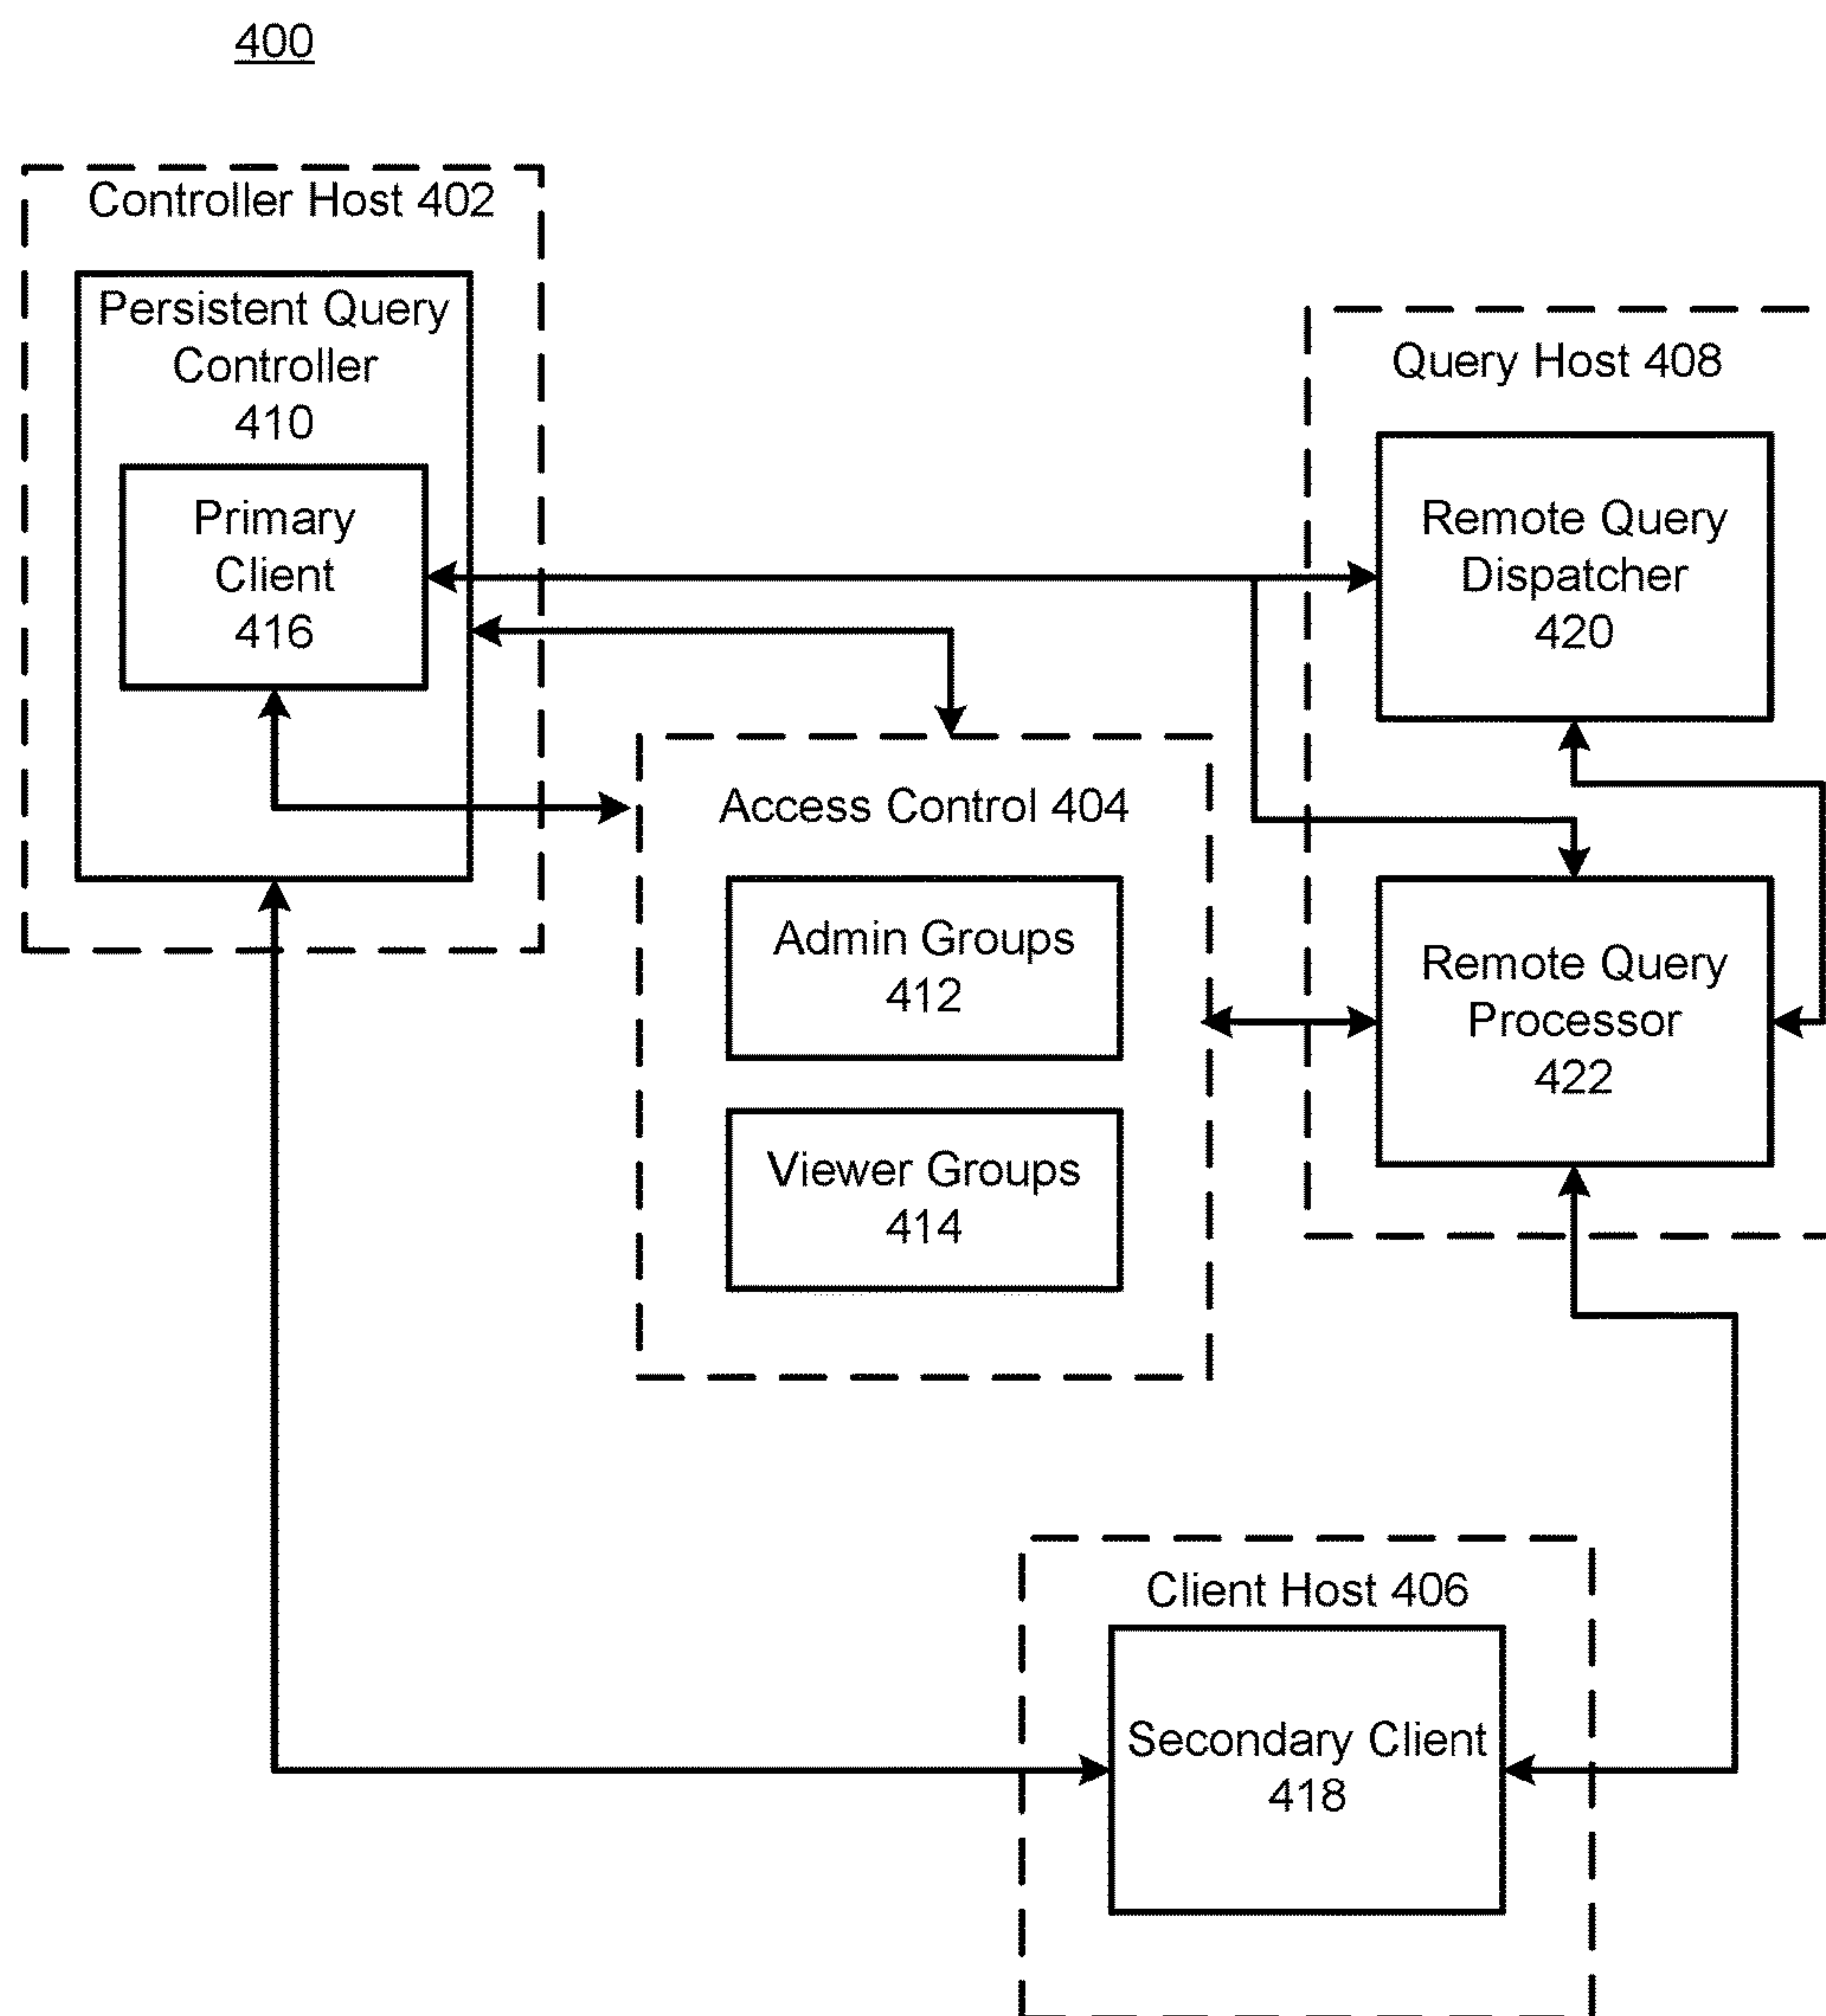 400
Controller Host 402
Persistent Query
Controller
410
Primary
Client
416
Access Control 404
Admin Groups
412
Viewer Groups
414
Query Host 408
Remote Query
Dispatcher
420
Remote Query
Processor
422
Client Host 406
Secondary Client
418